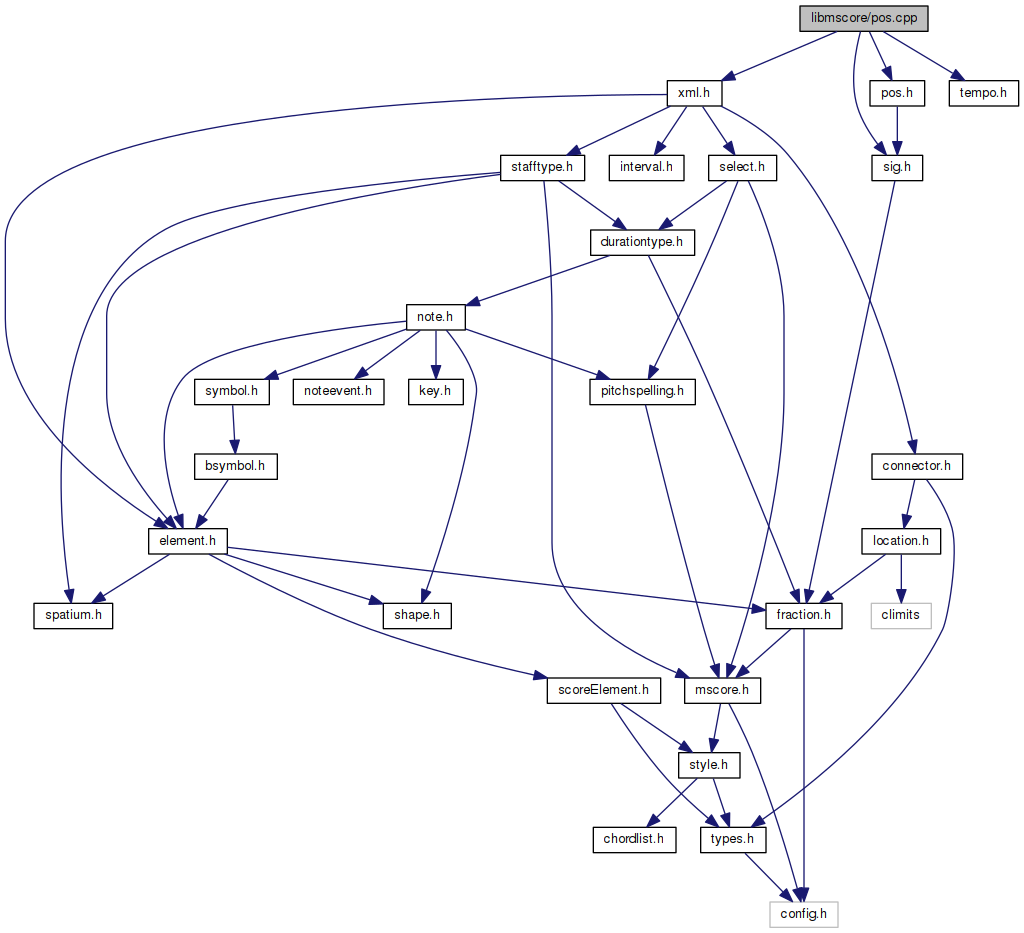 libmscore/pos.cpp
xml.h
pos.h
tempo.h
stafftype.h
interval.h
select.h
sig.h
durationtype.h
note.h
symbol.h
noteevent.h
key.h
pitchspelling.h
bsymbol.h
connector.h
element.h
location.h
spatium.h
shape.h
fraction.h
climits
scoreElement.h
mscore.h
style.h
chordlist.h
types.h
config.h